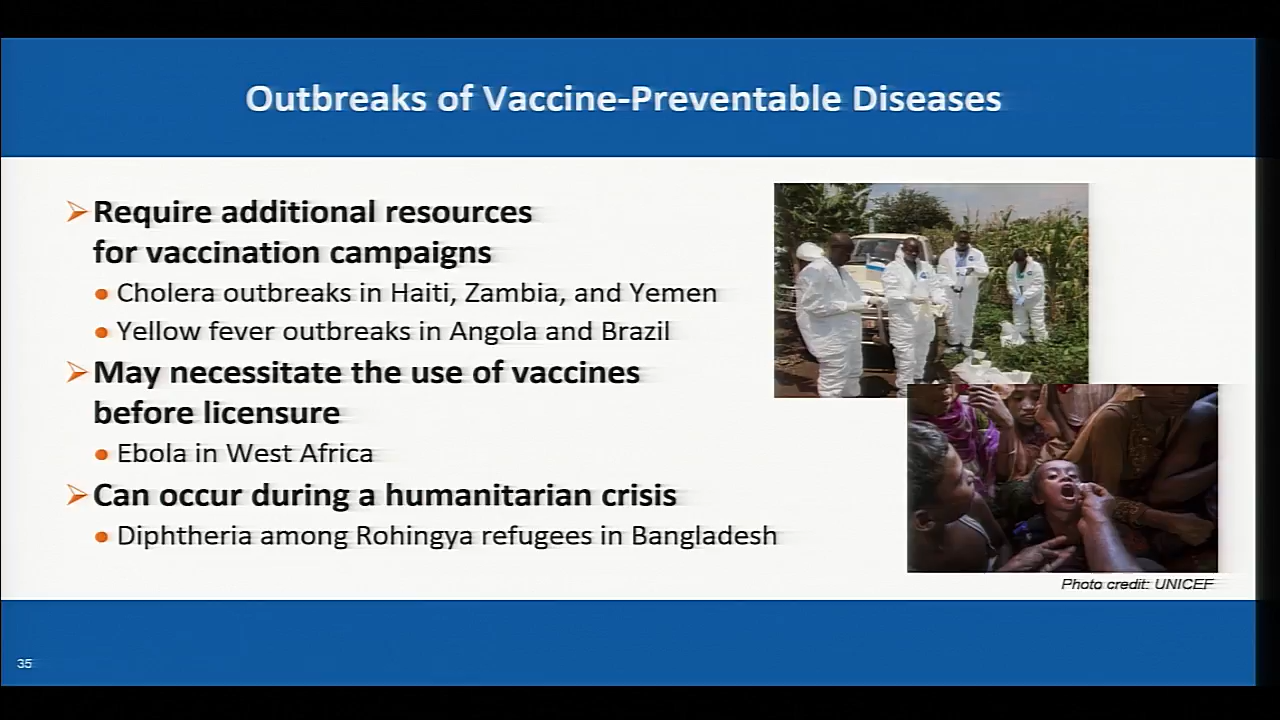 Outbreaks of Vaccine-Preventable Diseases
Require additional resources
for vaccination campaigns
Cholera outbreaks in Haiti, Zambia, and Yemen
Yellow fever outbreaks in Angola and Brazil
May necessitate the use of vaccines
before licensure
Ebola in West Africa
Can occur during a humanitarian crisis
Diphtheria among Rohingya refugees in Bangladesh
Photo credit: UNICEF
35